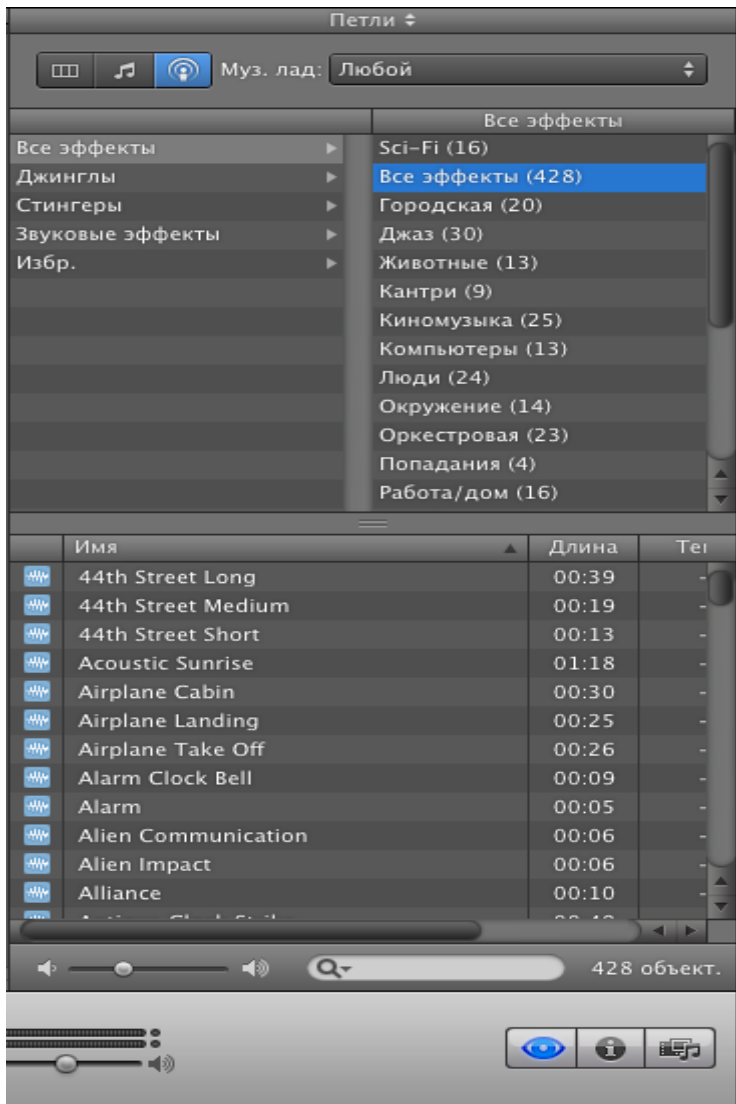 Петли
Муз. лад: Любой
Все эффекты
Все эффекты
Джинглы
Стингеры
Звуковые эффекты
Избр.
Sci-Fi (16)
Все эффекты (428)
Городская (20)
Джаз (30)
Животные (13)
Кантри (9)
Киномузыка (25)
Компьютеры (13)
Люди (24)
Окружение (14)
Оркестровая (23)
Попадания (4)
Работа/дом (16)
Имя Длина
44th Street Long 00:39 -
44th Street Medium 00:19 -
44th Street Short 00:13 -
Acoustic Sunrise 01:18 -
Airplane Cabin 00:30 -
Airplane Landing 00:25 -
Airplane Take Off 00:26 -
Alarm Clock Bell 00:09 -
Alarm 00:05 -
Alien Communication 00:06 -
Alien Impact 00:06 -
Alliance 00:10 -
428 объект.